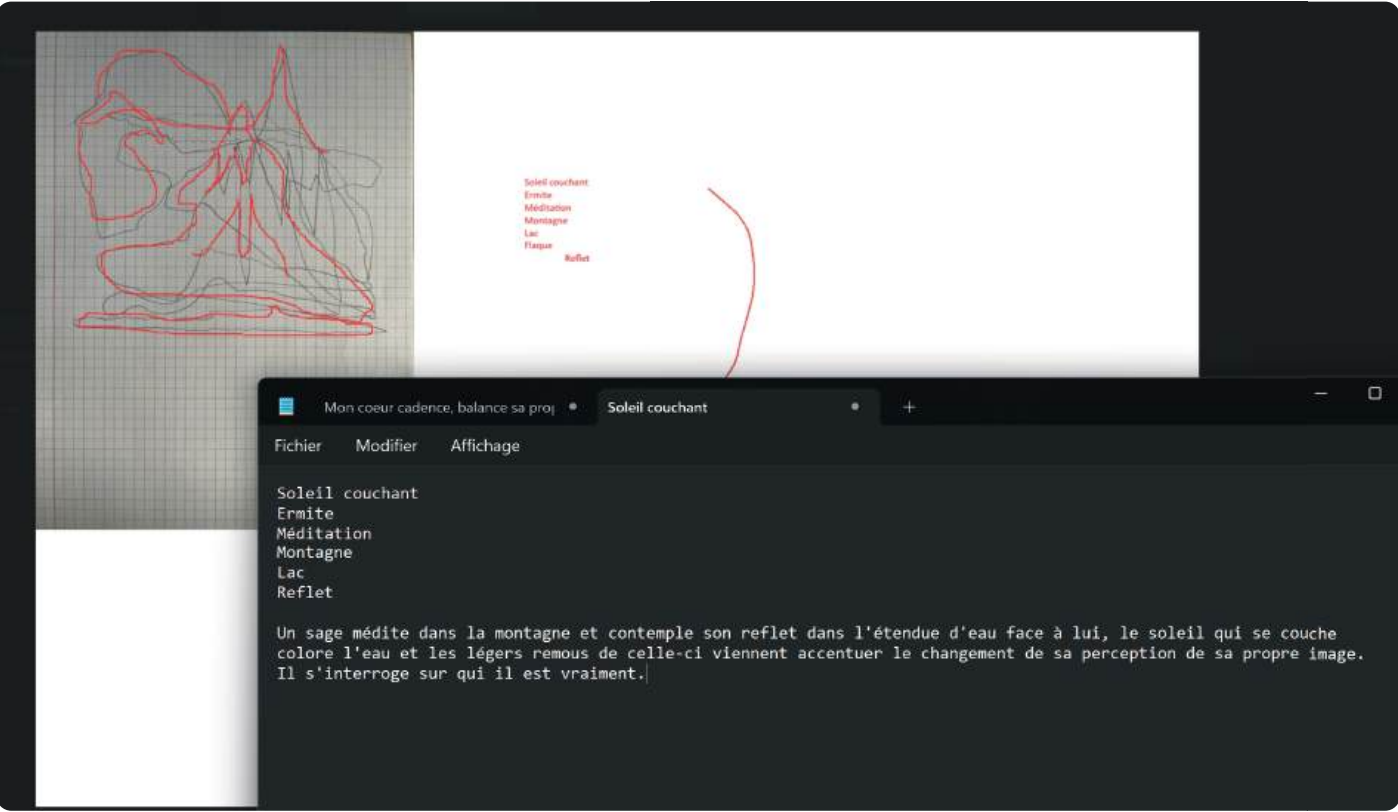 Soleil couchant
Ermite
Méditation
Montagne
Lac
Flaque
Reflet
Mon coeur cadence, balance sa proj
Soleil couchant
Fichier Modifier Affichage
Soleil couchant
Ermite
Méditation
Montagne
Lac
Reflet
Un sage médite dans la montagne et contemple son reflet dans l'étendue d'eau face à lui, le soleil qui se couche
colore l'eau et les légers remous de celle-ci viennent accentuer le changement de sa perception de sa propre image.
Il s'interroge sur qui il est vraiment.